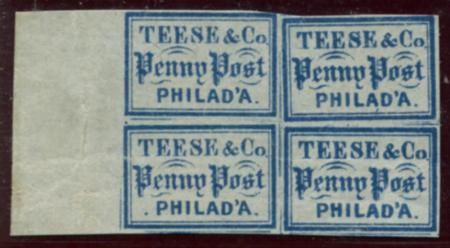 TEESE & Co.
Penny Post
PHILAD'A.
TEESE & Co.
Penny Post
PHILAD'A.
TEESE & Co.
Penny Post
. PHILAD'A.
TEESE & Co.
Penny Post
PHILAD'A.